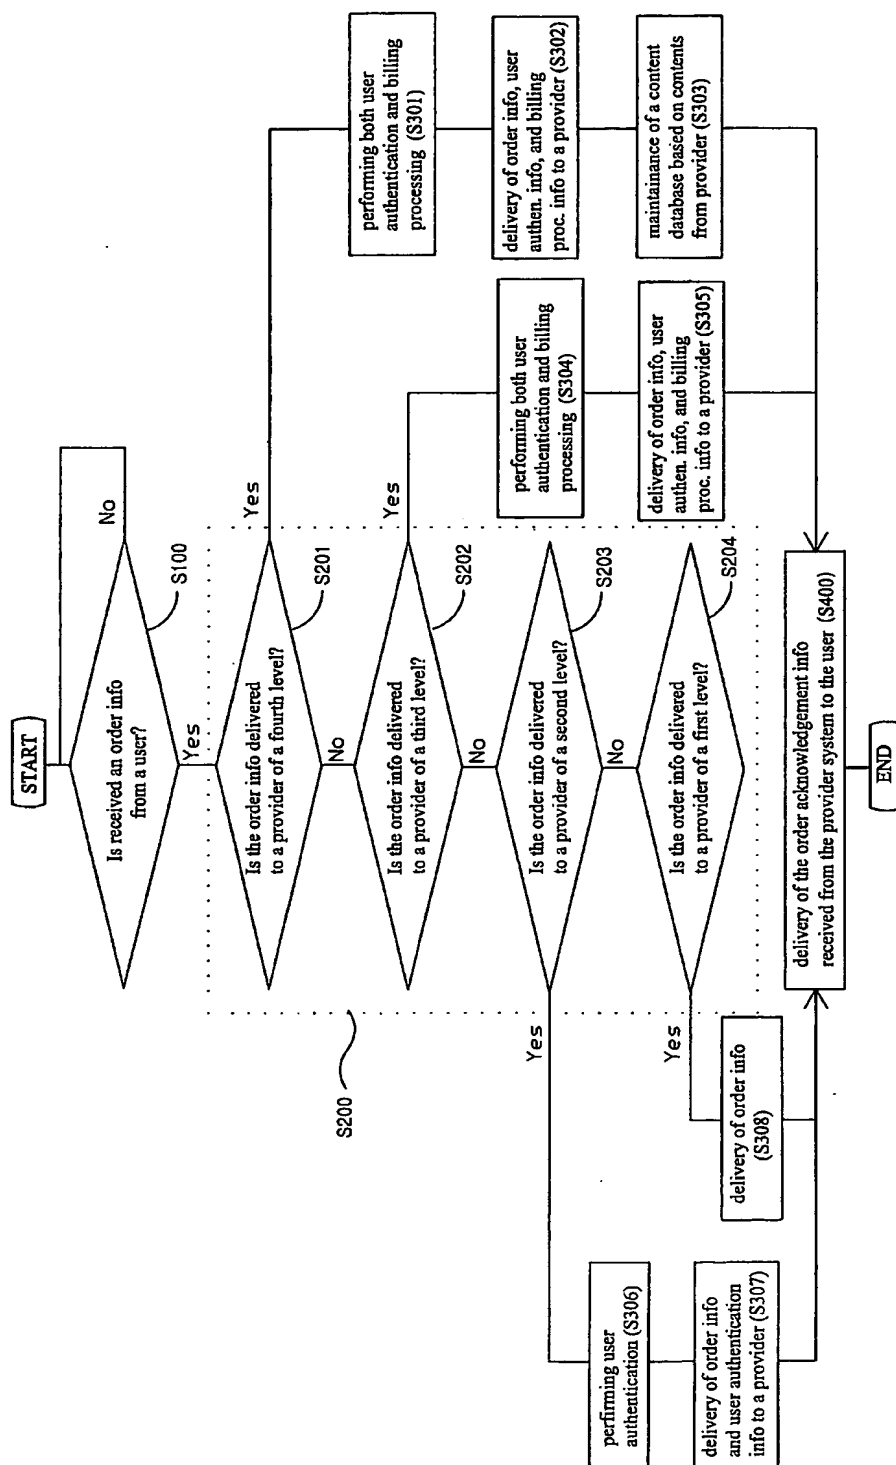 START
Is received an order info
from a user?
No
S100
Yes
Is the order info delivered
to a provider of a fourth level?
Yes
S201
No
Is the order info delivered
to a provider of a third level?
Yes
S202
No
Is the order info delivered
to a provider of a second level?
Yes
S203
No
Is the order info delivered
to a provider of a first level?
Yes
S204
S200
performing both user
authentication and billing
processing (S301)
delivery of order info, user
authen. info, and billing
proc. info to a provider (S302)
maintainance of a content
database based on contents
from provider (S303)
performing both user
authentication and billing
processing (S304)
delivery of order info, user
authen. info, and billing
proc. info to a provider (S305)
perfirming user
authentication (S306)
delivery of order info
and user authentication
info to a provider (S307)
delivery of order info
(S308)
delivery of the order acknowledgement info
received from the provider system to the user (S400)
END